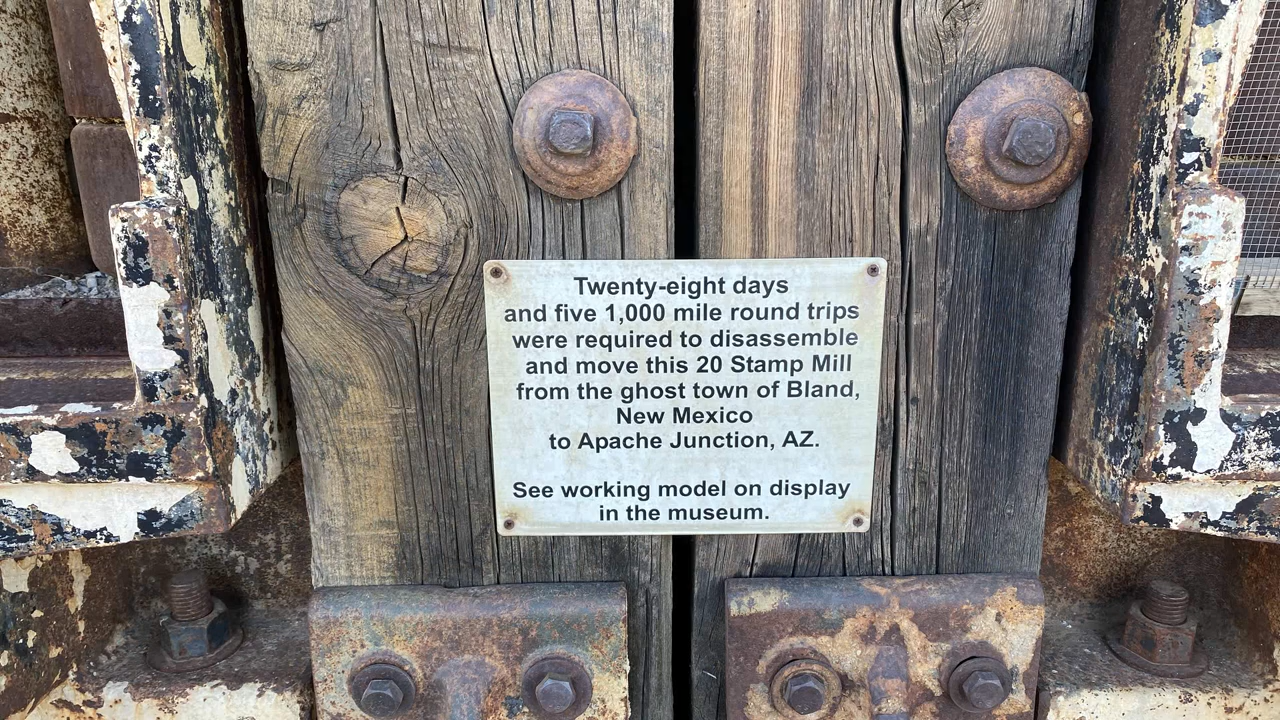 Twenty-eight days
and five 1,000 mile round trips
were required to disassemble
and move this 20 Stamp Mill
from the ghost town of Bland,
New Mexico
to Apache Junction, AZ.
See working model on display
in the museum.